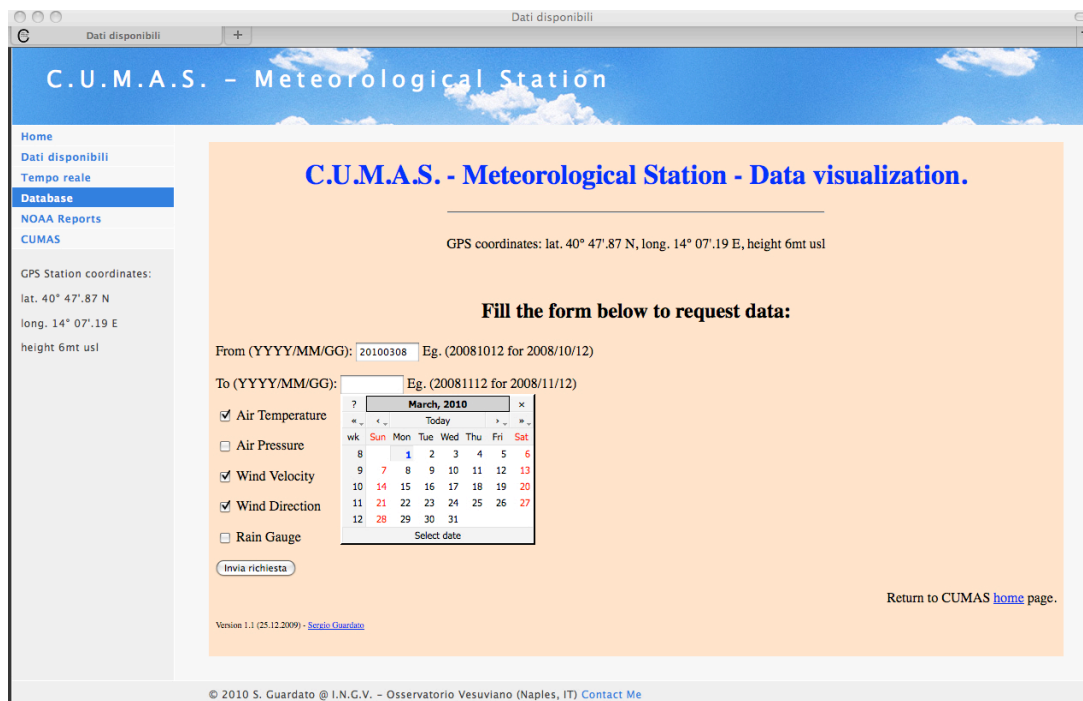 Dati disponibili
Dati disponibili
C.U.M.A.S. – Meteorological Station
Home
Dati disponibili
Tempo reale
Database
NOAA Reports
CUMAS
GPS Station coordinates:
lat. 40° 47'.87 N
long. 14° 07'.19 E
height 6mt usl
C.U.M.A.S. - Meteorological Station - Data visualization.
GPS coordinates: lat. 40° 47'.87 N, long. 14° 07'.19 E, height 6mt usl
Fill the form below to request data:
From (YYYY/MM/GG): 20100308 Eg. (20081012 for 2008/10/12)
To (YYYY/MM/GG): Eg. (20081112 for 2008/11/12)
Air Temperature
Air Pressure
Wind Velocity
Wind Direction
Rain Gauge
? March, 2010 ×
« ‹ Today › »
wk Sun Mon Tue Wed Thu Fri Sat
8 1 2 3 4 5 6
9 7 8 9 10 11 12 13
10 14 15 16 17 18 19 20
11 21 22 23 24 25 26 27
12 28 29 30 31
Select date
Invia richiesta
Return to CUMAS home page.
Version 1.1 (25.12.2009) - Sergio Guardato
© 2010 S. Guardato @ I.N.G.V. – Osservatorio Vesuviano (Naples, IT) Contact Me